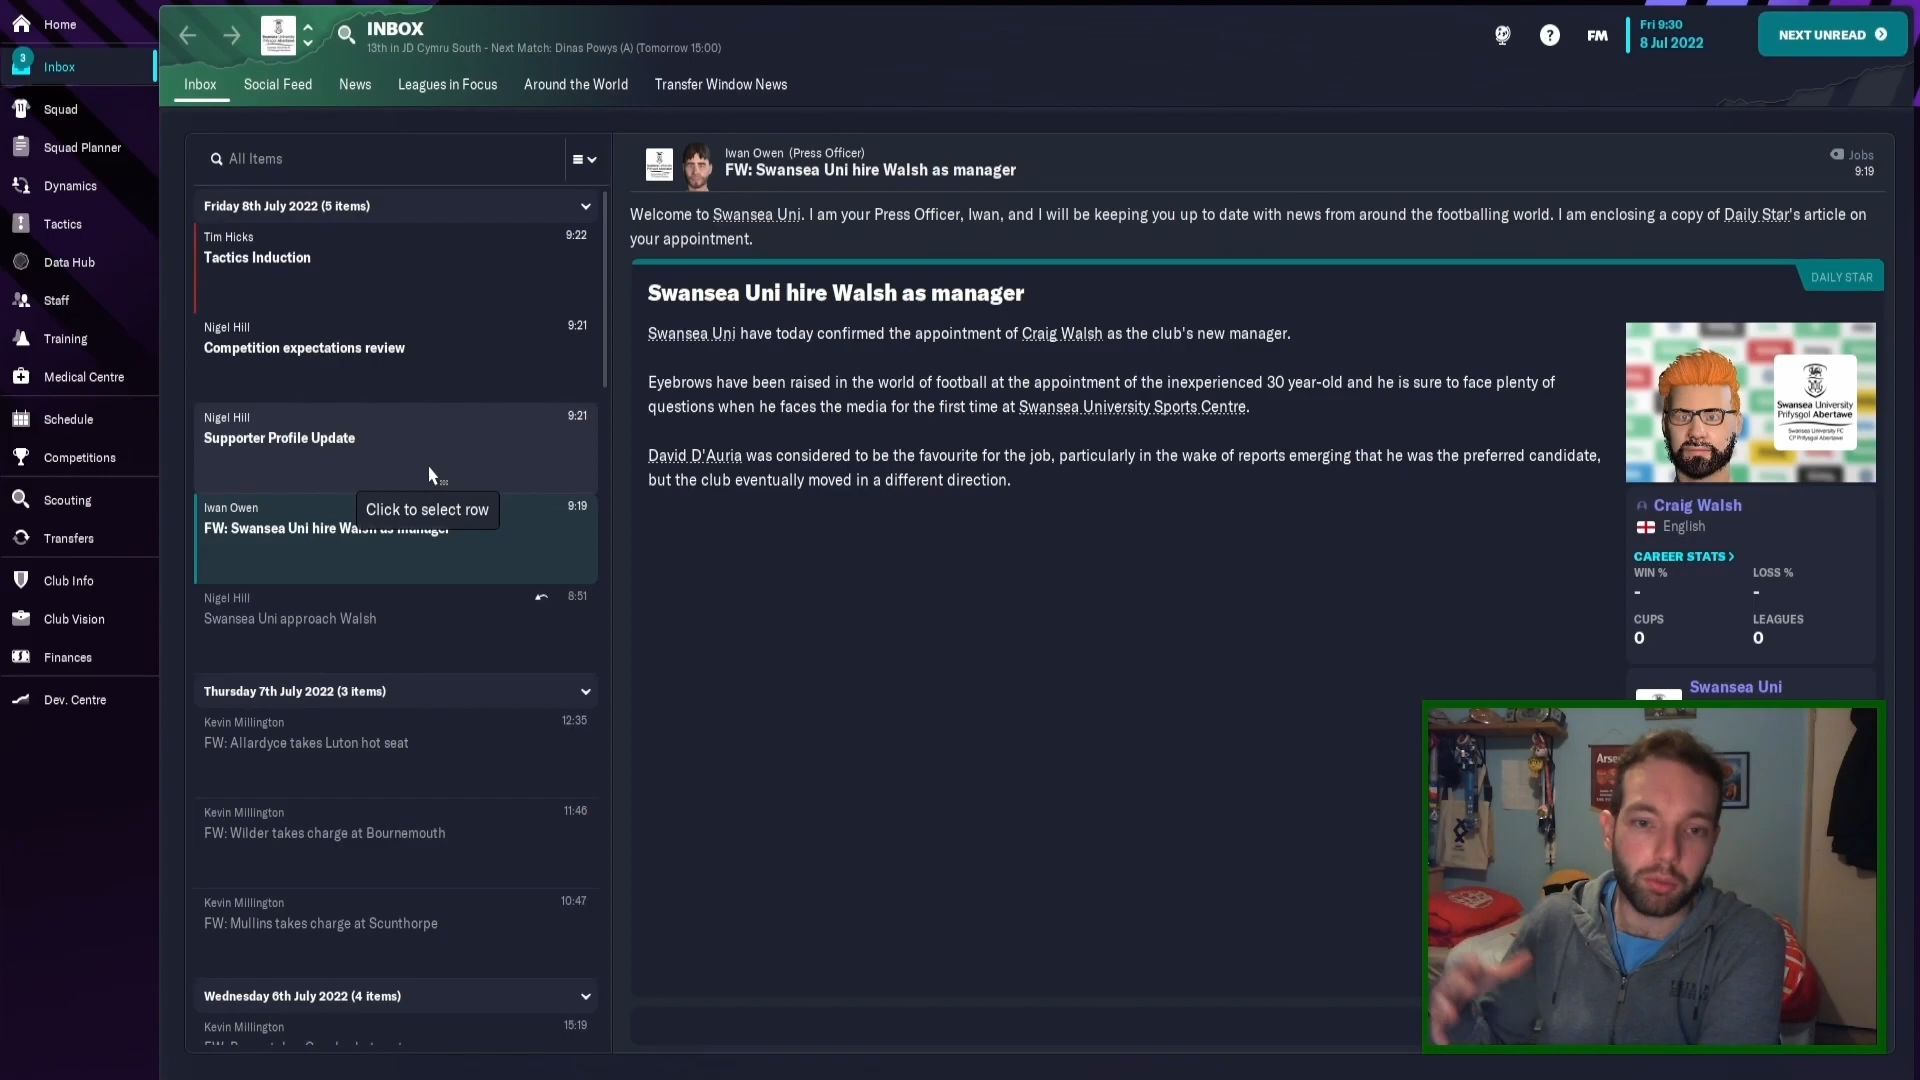 Home
3
Inbox
Squad
Squad Planner
Dynamics
Tactics
Data Hub
Staff
Training
Medical Centre
Schedule
Competitions
Scouting
Transfers
Club Info
Club Vision
Finances
Dev. Centre
INBOX
13th in JD Cymru South - Next Match: Dinas Powys (A) (Tomorrow 15:00)
?
FM
Fri 9:30
8 Jul 2022
NEXT UNREAD
Inbox
Social Feed
News
Leagues in Focus
Around the World
Transfer Window News
All Items
Friday 8th July 2022 (5 items)
Tim Hicks 9:22
Tactics Induction
Nigel Hill 9:21
Competition expectations review
Nigel Hill 9:21
Supporter Profile Update
Click to select row
Iwan Owen 9:19
FW: Swansea Uni hire Walsh as manager
Nigel Hill 8:51
Swansea Uni approach Walsh
Thursday 7th July 2022 (3 items)
Kevin Millington 12:35
FW: Allardyce takes Luton hot seat
Kevin Millington 11:46
FW: Wilder takes charge at Bournemouth
Kevin Millington 10:47
FW: Mullins takes charge at Scunthorpe
Wednesday 6th July 2022 (4 items)
Kevin Millington 15:19
Iwan Owen (Press Officer)
FW: Swansea Uni hire Walsh as manager
Jobs
9:19
Welcome to Swansea Uni. I am your Press Officer, Iwan, and I will be keeping you up to date with news from around the footballing world. I am enclosing a copy of Daily Star's article on
your appointment.
DAILY STAR
Swansea Uni hire Walsh as manager
Swansea Uni have today confirmed the appointment of Craig Walsh as the club's new manager.
Eyebrows have been raised in the world of football at the appointment of the inexperienced 30 year-old and he is sure to face plenty of
questions when he faces the media for the first time at Swansea University Sports Centre.
David D'Auria was considered to be the favourite for the job, particularly in the wake of reports emerging that he was the preferred candidate,
but the club eventually moved in a different direction.
Swansea University
Prifysgol Abertawe
Swansea University FC
CP Prifysgol Abertawe
Craig Walsh
English
CAREER STATS >
WIN % LOSS %
- -
CUPS LEAGUES
0 0
Swansea Uni
Arse